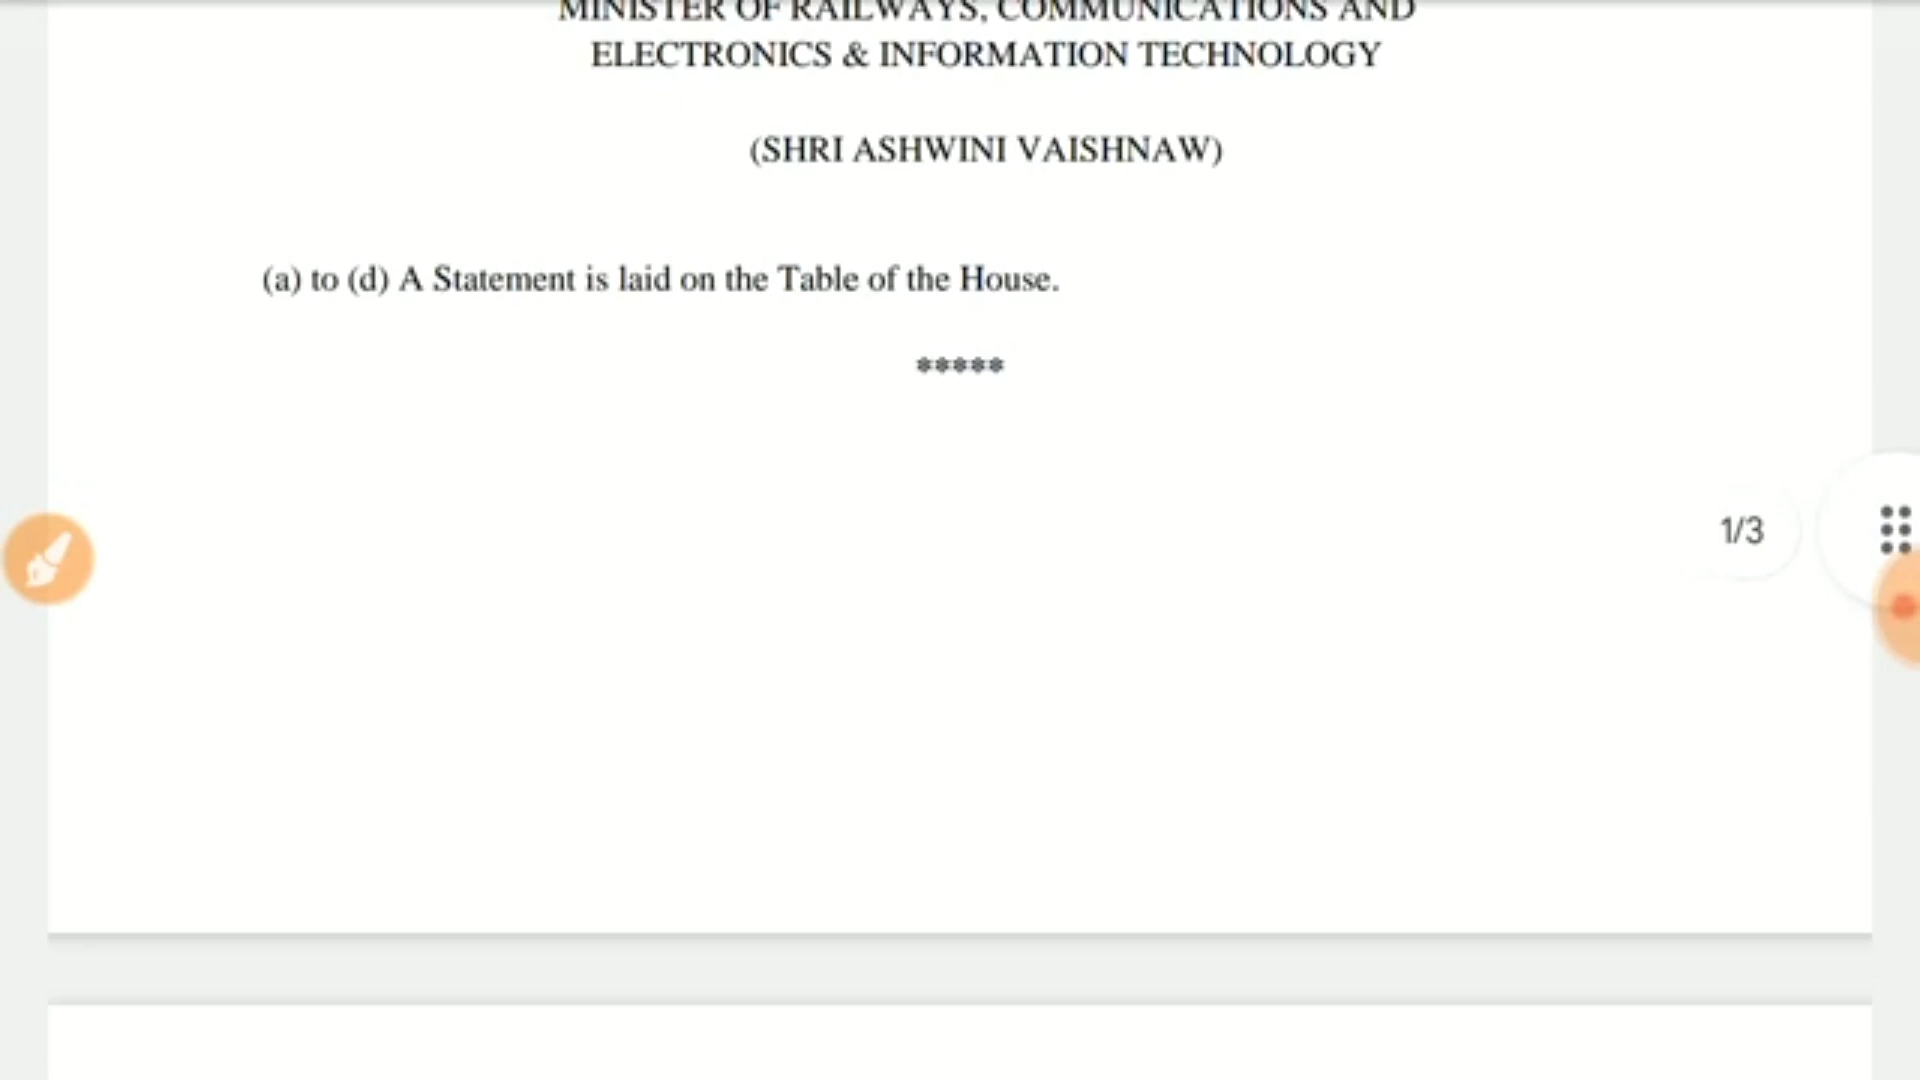 MINISTER OF RAILWAYS, COMMUNICATIONS AND
ELECTRONICS & INFORMATION TECHNOLOGY
(SHRI ASHWINI VAISHNAW)
(a) to (d) A Statement is laid on the Table of the House.
*****
1/3